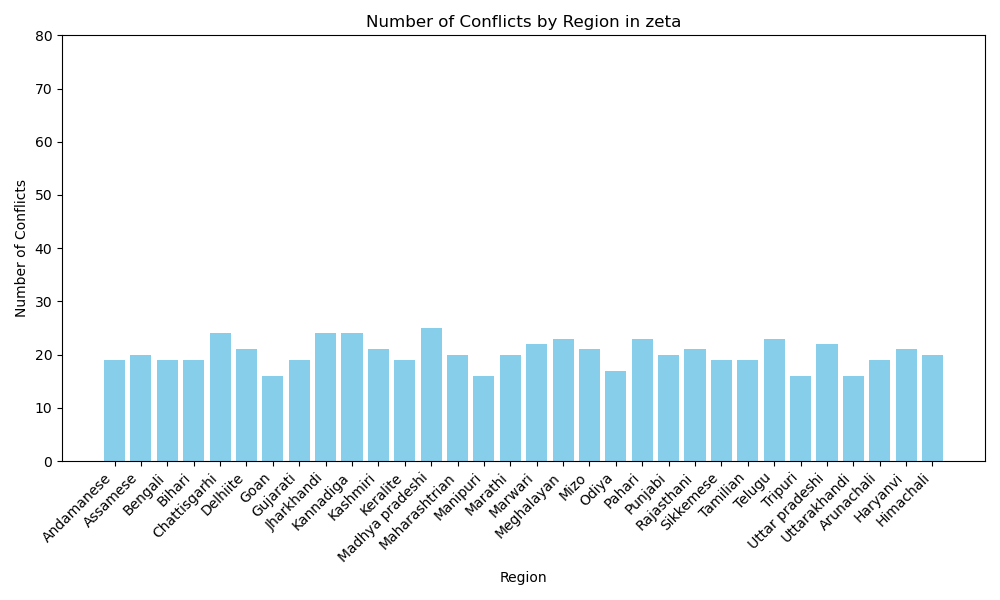 Number of Conflicts by Region in zeta
Number of Conflicts
80
70
60
50
40
30
20
10
0
Andamanese
Assamese
Bengali
Bihari
Chattisgarhi
Delhiite
Goan
Gujarati
Jharkhandi
Kannadiga
Kashmiri
Keralite
Madhya pradeshi
Maharashtrian
Manipuri
Marathi
Marwari
Meghalayan
Mizo
Odiya
Pahari
Punjabi
Rajasthani
Sikkemese
Tamilian
Telugu
Tripuri
Uttar pradeshi
Uttarakhandi
Arunachali
Haryanvi
Himachali
Region